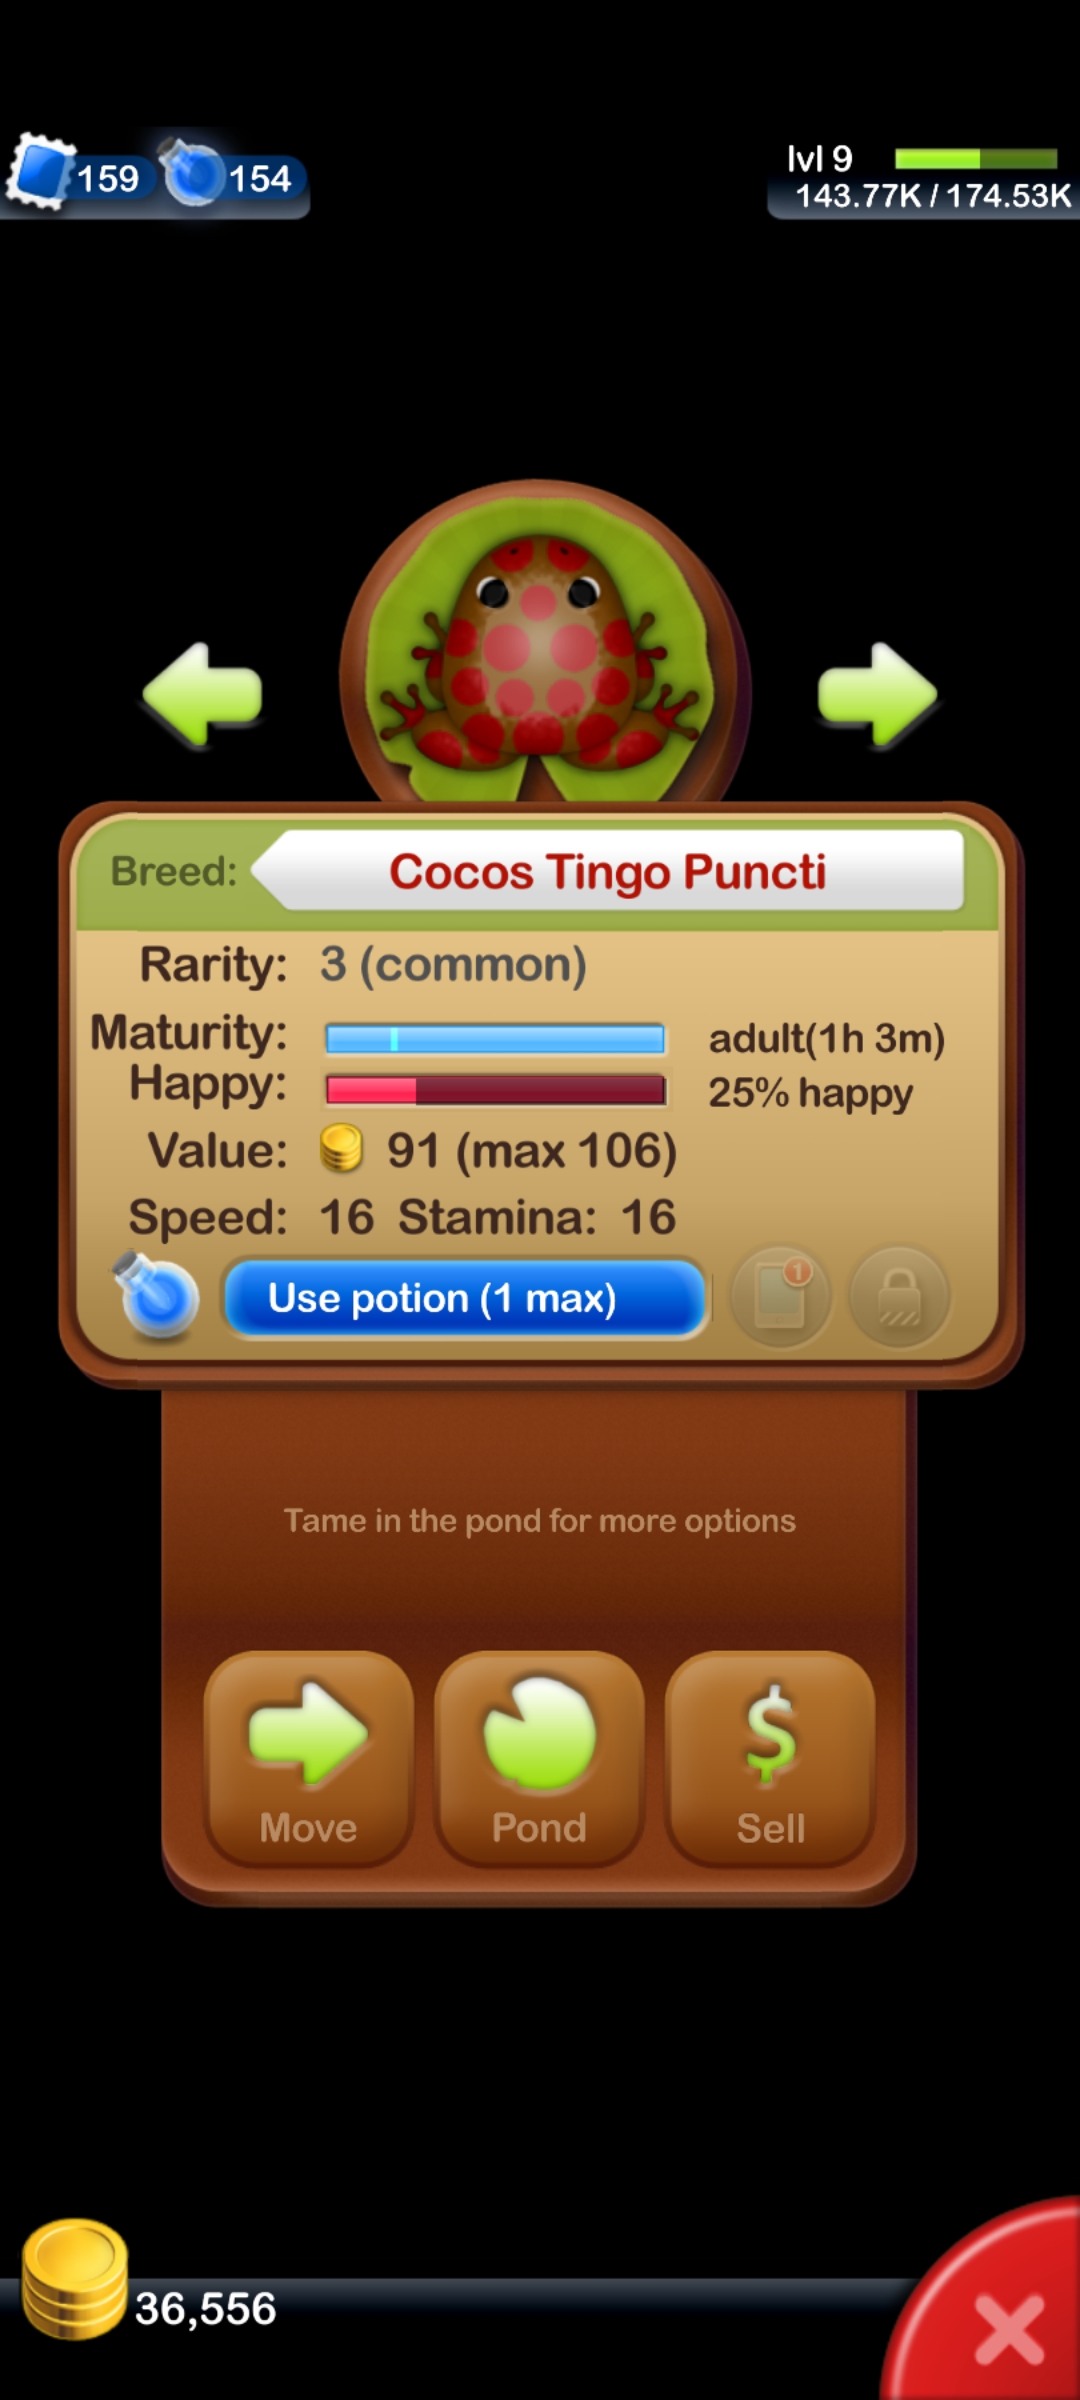 159 154
lvl 9
143.77K / 174.53K
Breed: Cocos Tingo Puncti
Rarity: 3 (common)
Maturity: adult(1h 3m)
Happy: 25% happy
Value: 91 (max 106)
Speed: 16 Stamina: 16
Use potion (1 max)
1
Tame in the pond for more options
Move Pond Sell
36,556